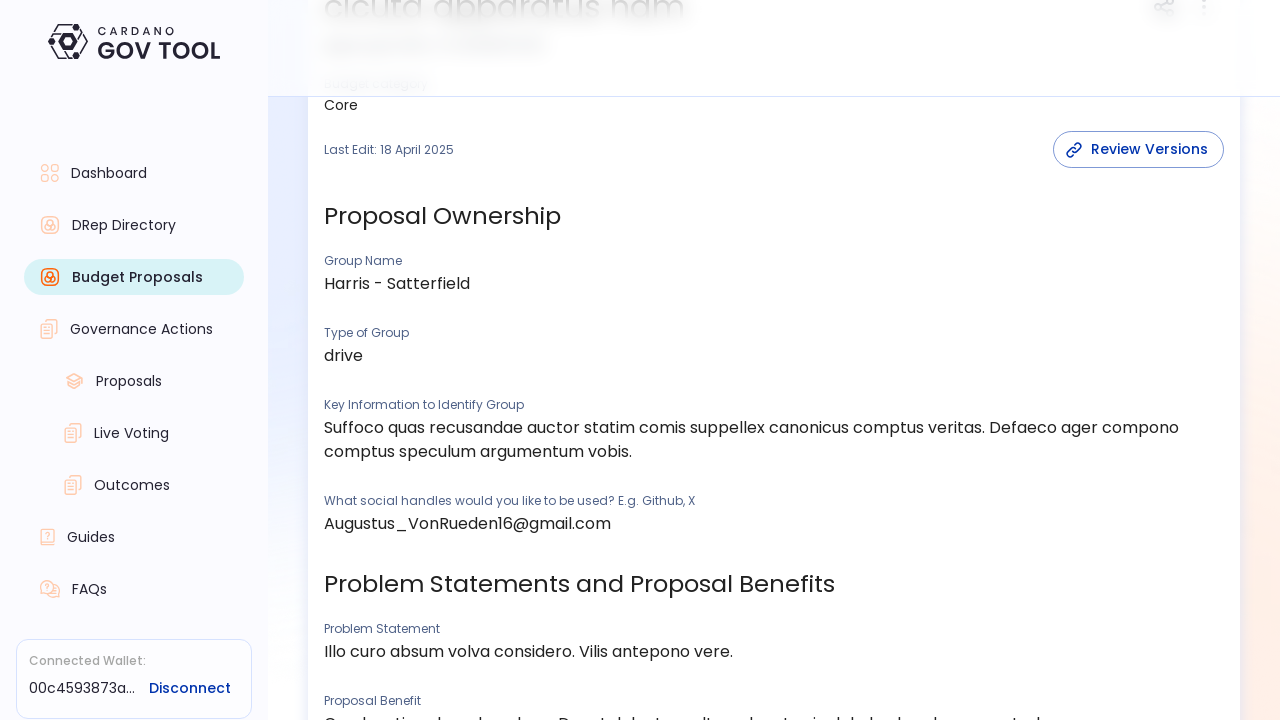 CARDANO
GOV TOOL
Dashboard
DRep Directory
Budget Proposals
Governance Actions
Proposals
Live Voting
Outcomes
Guides
FAQs
Connected Wallet:
00c4593873a...
Disconnect
cicuta apparatus nam
Core
Last Edit: 18 April 2025
Review Versions
Proposal Ownership
Group Name
Harris - Satterfield
Type of Group
drive
Key Information to Identify Group
Suffoco quas recusandae auctor statim comis suppellex canonicus comptus veritas. Defaeco ager compono
comptus speculum argumentum vobis.
What social handles would you like to be used? E.g. Github, X
Augustus_VonRueden16@gmail.com
Problem Statements and Proposal Benefits
Problem Statement
Illo curo absum volva considero. Vilis antepono vere.
Proposal Benefit